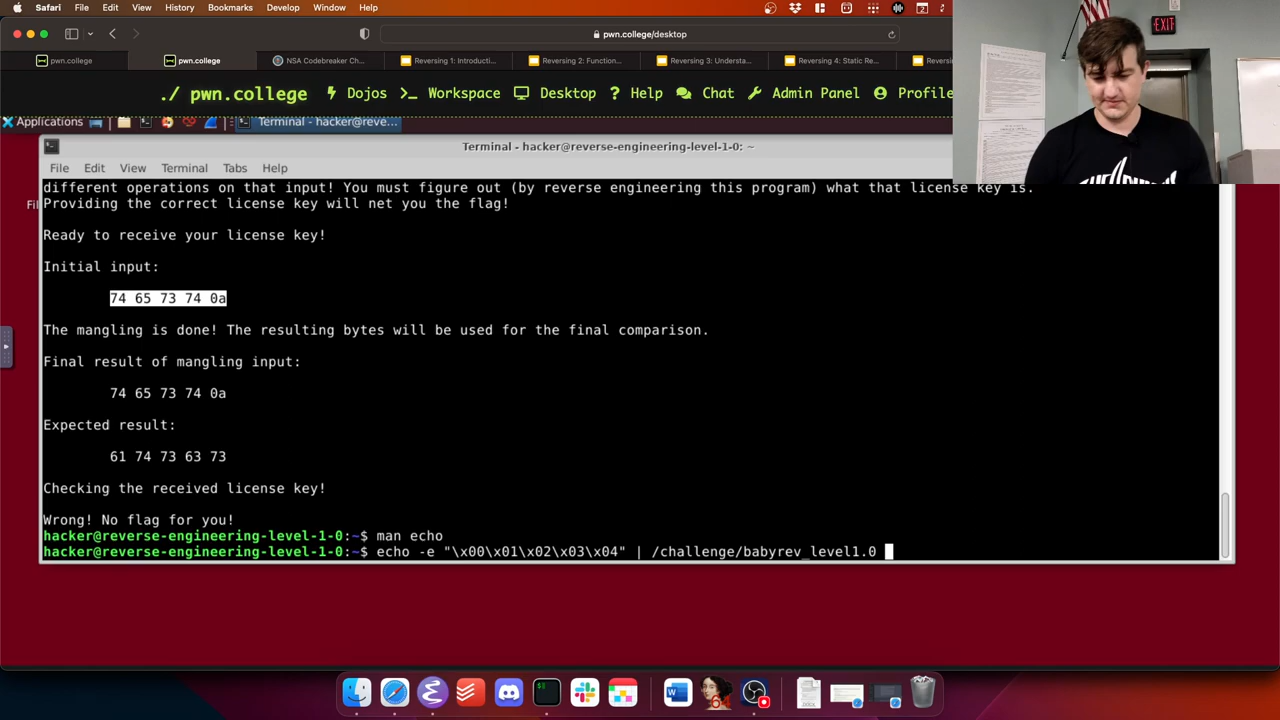 Safari File Edit View History Bookmarks Develop Window Help
pwn.college/desktop
pwn.college
pwn.college
NSA Codebreaker Ch...
Reversing 1: Introducti...
Reversing 2: Function...
Reversing 3: Understa...
Reversing 4: Static Re...
Reversin
./ pwn.college Dojos Workspace Desktop Help Chat Admin Panel Profile
EXIT
Applications Terminal - hacker@reve...
Terminal - hacker@reverse-engineering-level-1-0: ~
File Edit View Terminal Tabs Help
different operations on that input! You must figure out (by reverse engineering this program) what that license key is.
Providing the correct license key will net you the flag!
Ready to receive your license key!
Initial input:
74 65 73 74 0a
The mangling is done! The resulting bytes will be used for the final comparison.
Final result of mangling input:
74 65 73 74 0a
Expected result:
61 74 73 63 73
Checking the received license key!
Wrong! No flag for you!
hacker@reverse-engineering-level-1-0:~$ man echo
hacker@reverse-engineering-level-1-0:~$ echo -e "\x00\x01\x02\x03\x04" | /challenge/babyrev_level1.0